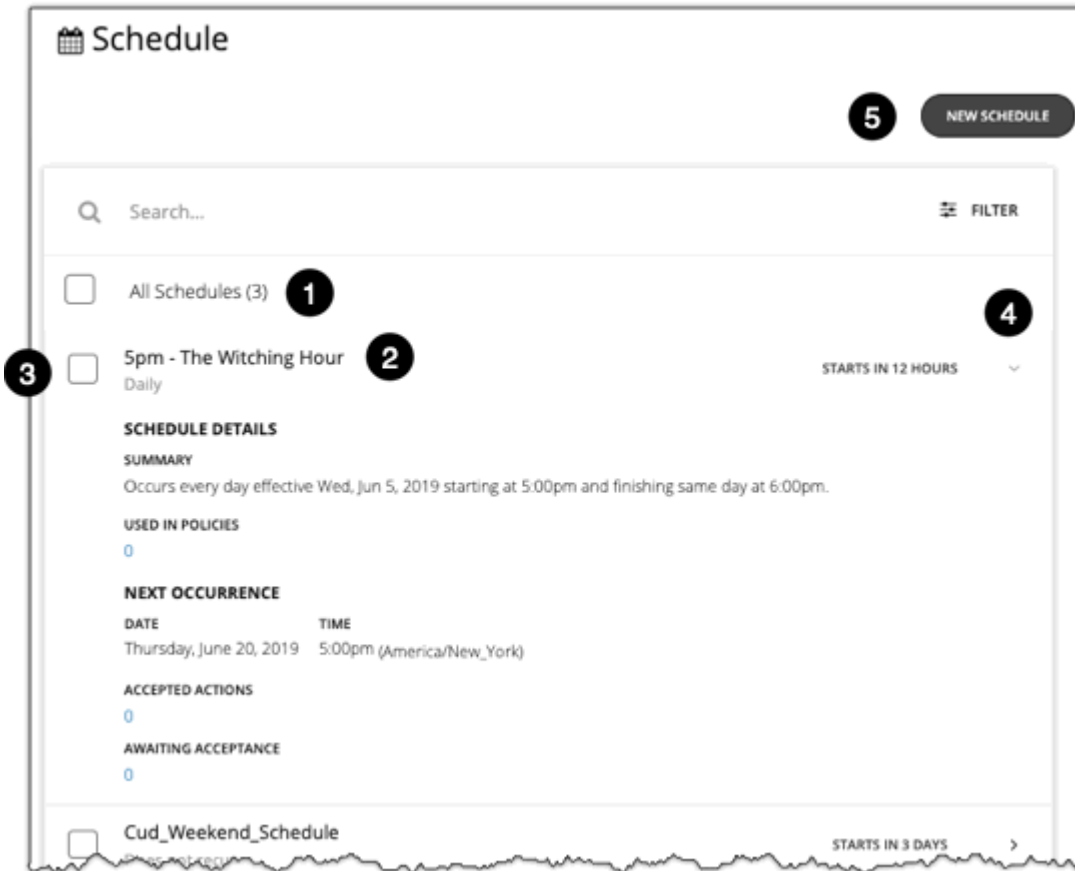 Schedule
5 NEW SCHEDULE
Search... FILTER
All Schedules (3) 1
4
3 5pm - The Witching Hour 2
Daily STARTS IN 12 HOURS
SCHEDULE DETAILS
SUMMARY
Occurs every day effective Wed, Jun 5, 2019 starting at 5:00pm and finishing same day at 6:00pm.
USED IN POLICIES
0
NEXT OCCURRENCE
DATE TIME
Thursday, June 20, 2019 5:00pm (America/New_York)
ACCEPTED ACTIONS
0
AWAITING ACCEPTANCE
0
Cud_Weekend_Schedule
STARTS IN 3 DAYS
Does not recur